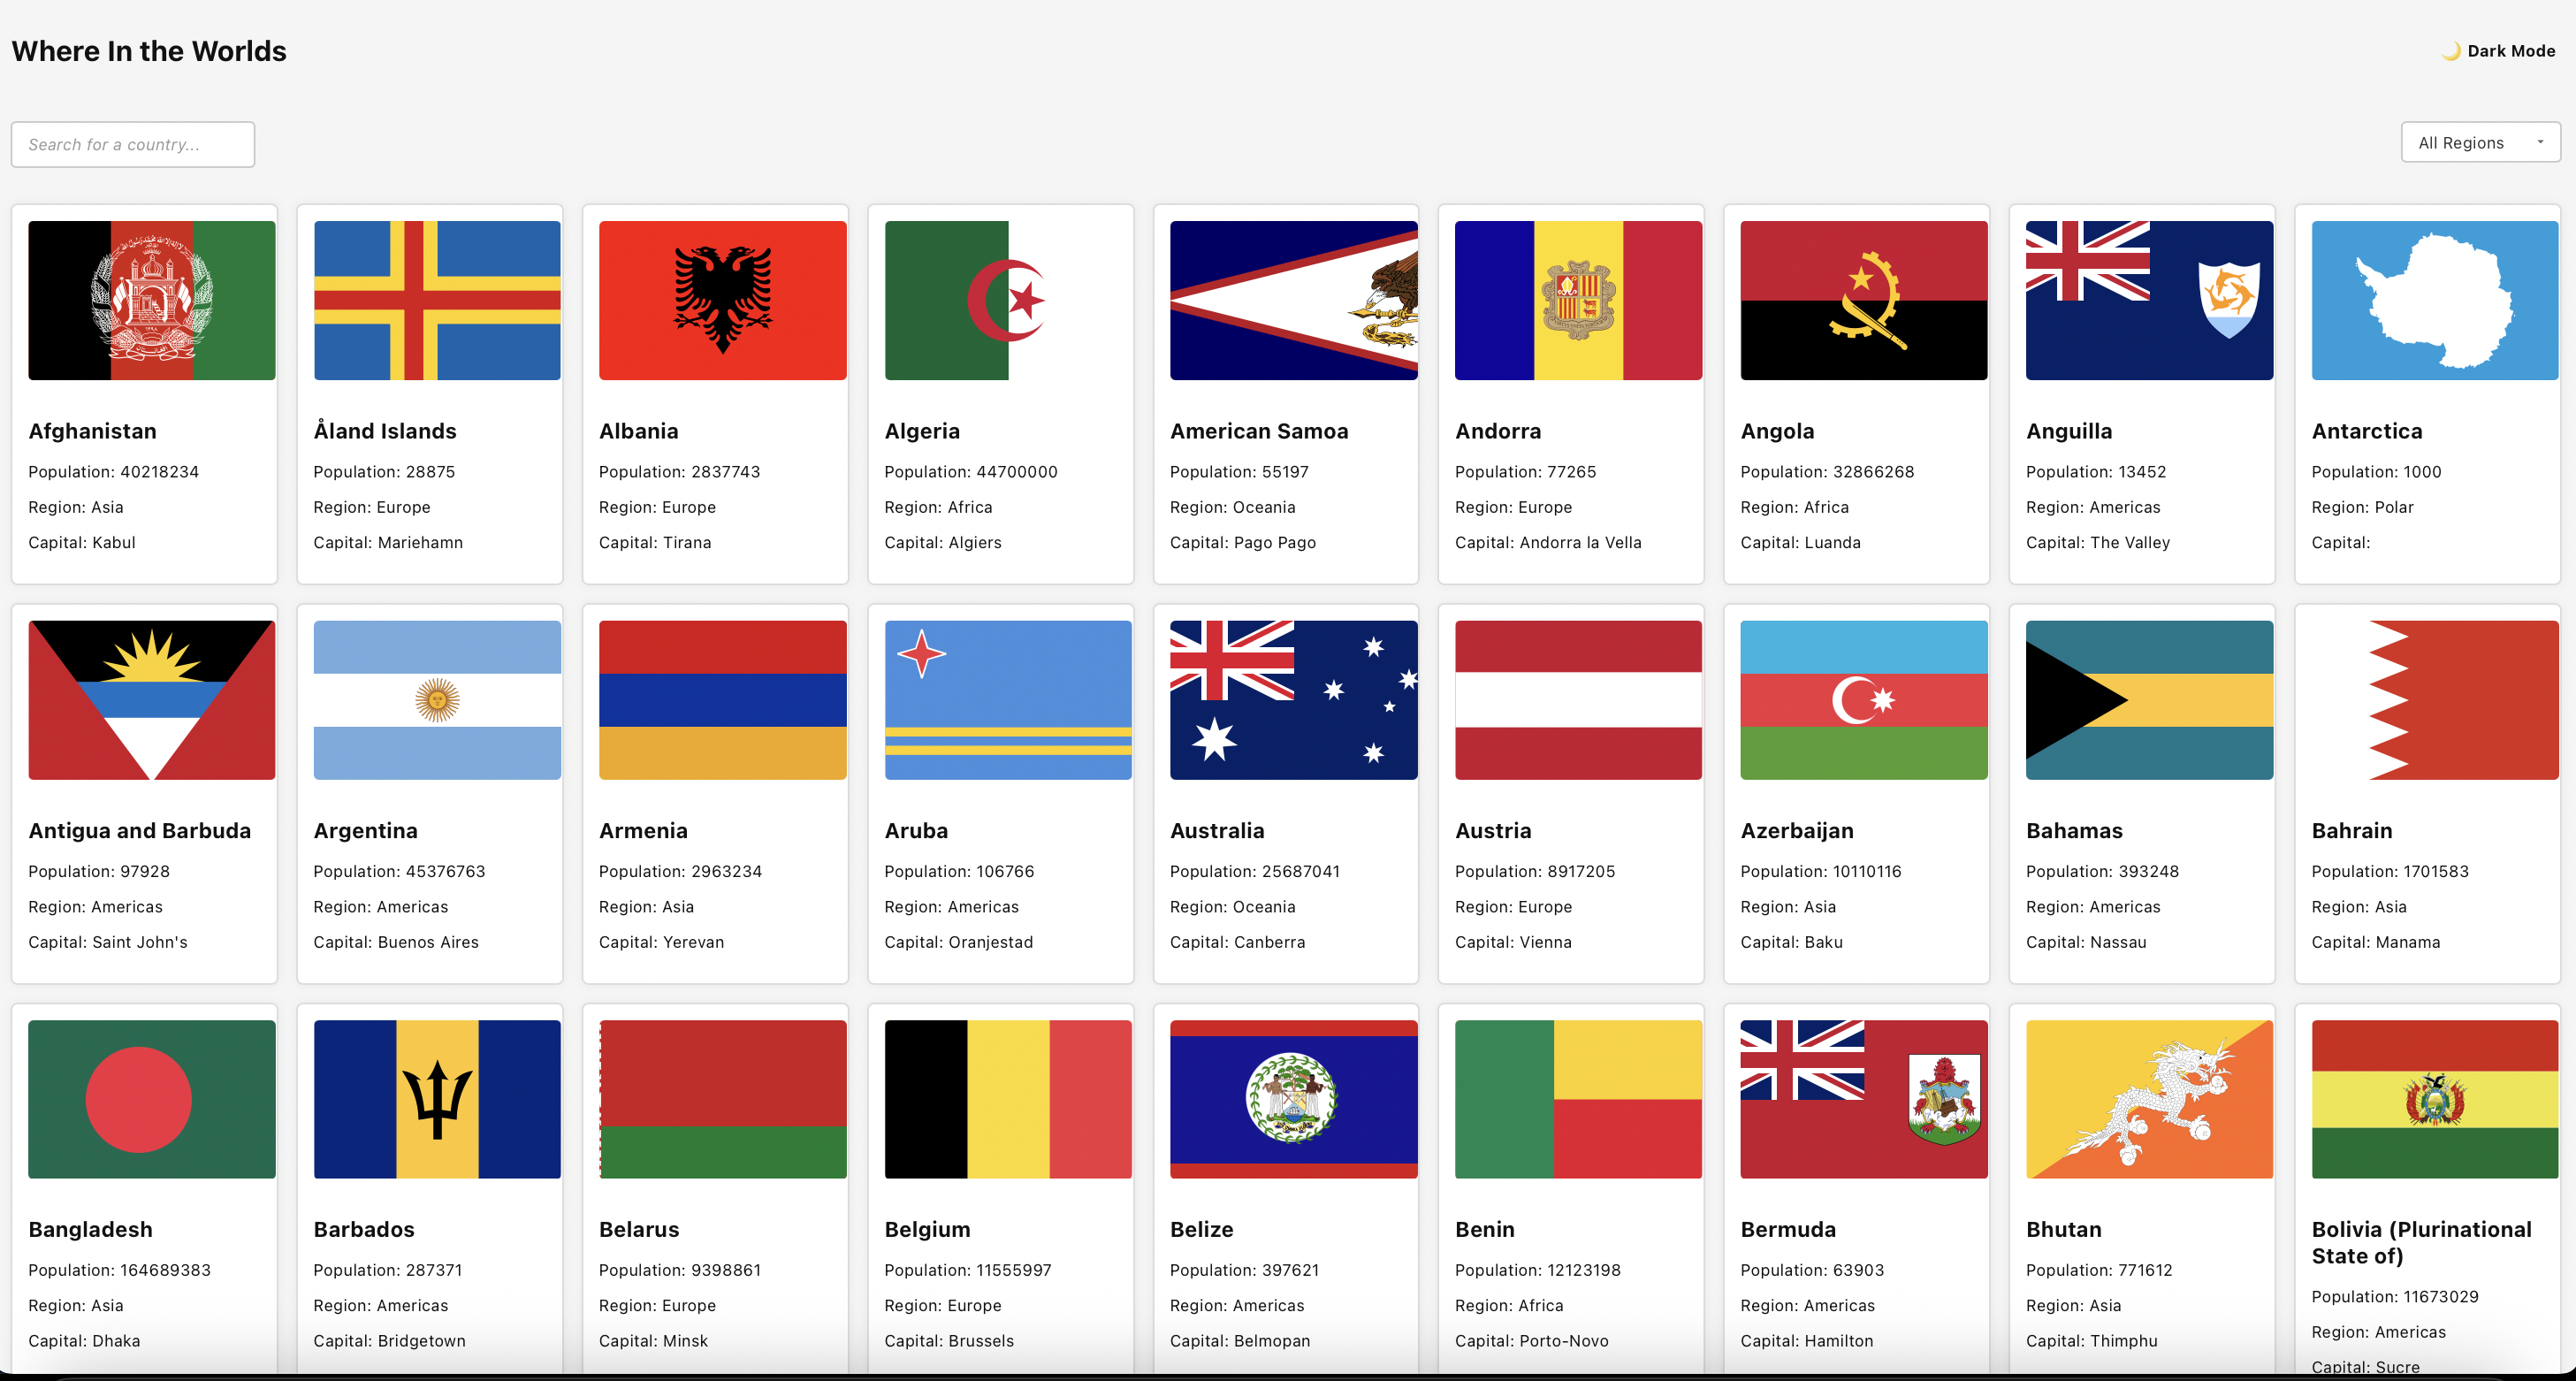 Where In the Worlds
🌙 Dark Mode
Search for a country...
All Regions
Afghanistan
Population: 40218234
Region: Asia
Capital: Kabul
Åland Islands
Population: 28875
Region: Europe
Capital: Mariehamn
Albania
Population: 2837743
Region: Europe
Capital: Tirana
Algeria
Population: 44700000
Region: Africa
Capital: Algiers
American Samoa
Population: 55197
Region: Oceania
Capital: Pago Pago
Andorra
Population: 77265
Region: Europe
Capital: Andorra la Vella
Angola
Population: 32866268
Region: Africa
Capital: Luanda
Anguilla
Population: 13452
Region: Americas
Capital: The Valley
Antarctica
Population: 1000
Region: Polar
Capital:
Antigua and Barbuda
Population: 97928
Region: Americas
Capital: Saint John's
Argentina
Population: 45376763
Region: Americas
Capital: Buenos Aires
Armenia
Population: 2963234
Region: Asia
Capital: Yerevan
Aruba
Population: 106766
Region: Americas
Capital: Oranjestad
Australia
Population: 25687041
Region: Oceania
Capital: Canberra
Austria
Population: 8917205
Region: Europe
Capital: Vienna
Azerbaijan
Population: 10110116
Region: Asia
Capital: Baku
Bahamas
Population: 393248
Region: Americas
Capital: Nassau
Bahrain
Population: 1701583
Region: Asia
Capital: Manama
Bangladesh
Population: 164689383
Region: Asia
Capital: Dhaka
Barbados
Population: 287371
Region: Americas
Capital: Bridgetown
Belarus
Population: 9398861
Region: Europe
Capital: Minsk
Belgium
Population: 11555997
Region: Europe
Capital: Brussels
Belize
Population: 397621
Region: Americas
Capital: Belmopan
Benin
Population: 12123198
Region: Africa
Capital: Porto-Novo
Bermuda
Population: 63903
Region: Americas
Capital: Hamilton
Bhutan
Population: 771612
Region: Asia
Capital: Thimphu
Bolivia (Plurinational
State of)
Population: 11673029
Region: Americas
Capital: Sucre